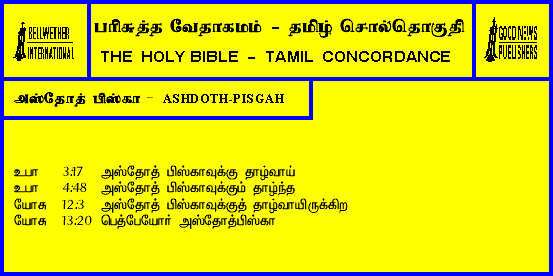 BELLWETHER
INTERNATIONAL
பரிசுத்த வேதாகமம் - தமிழ் சொல்தொகுதி
THE HOLY BIBLE - TAMIL CONCORDANCE
GOOD NEWS
PUBLISHERS
அஸ்தோத் பிஸ்கா - ASHDOTH-PISGAH
உபா 3:17 அஸ்தோத் பிஸ்காவுக்கு தாழ்வாய்
உபா 4:48 அஸ்தோத் பிஸ்காவுக்கும் தாழ்ந்த
யோசு 12:3 அஸ்தோத் பிஸ்காவுக்குத் தாழ்வாயிருக்கிற
யோசு 13:20 பெத்பேயோர் அஸ்தோத்பிஸ்கா